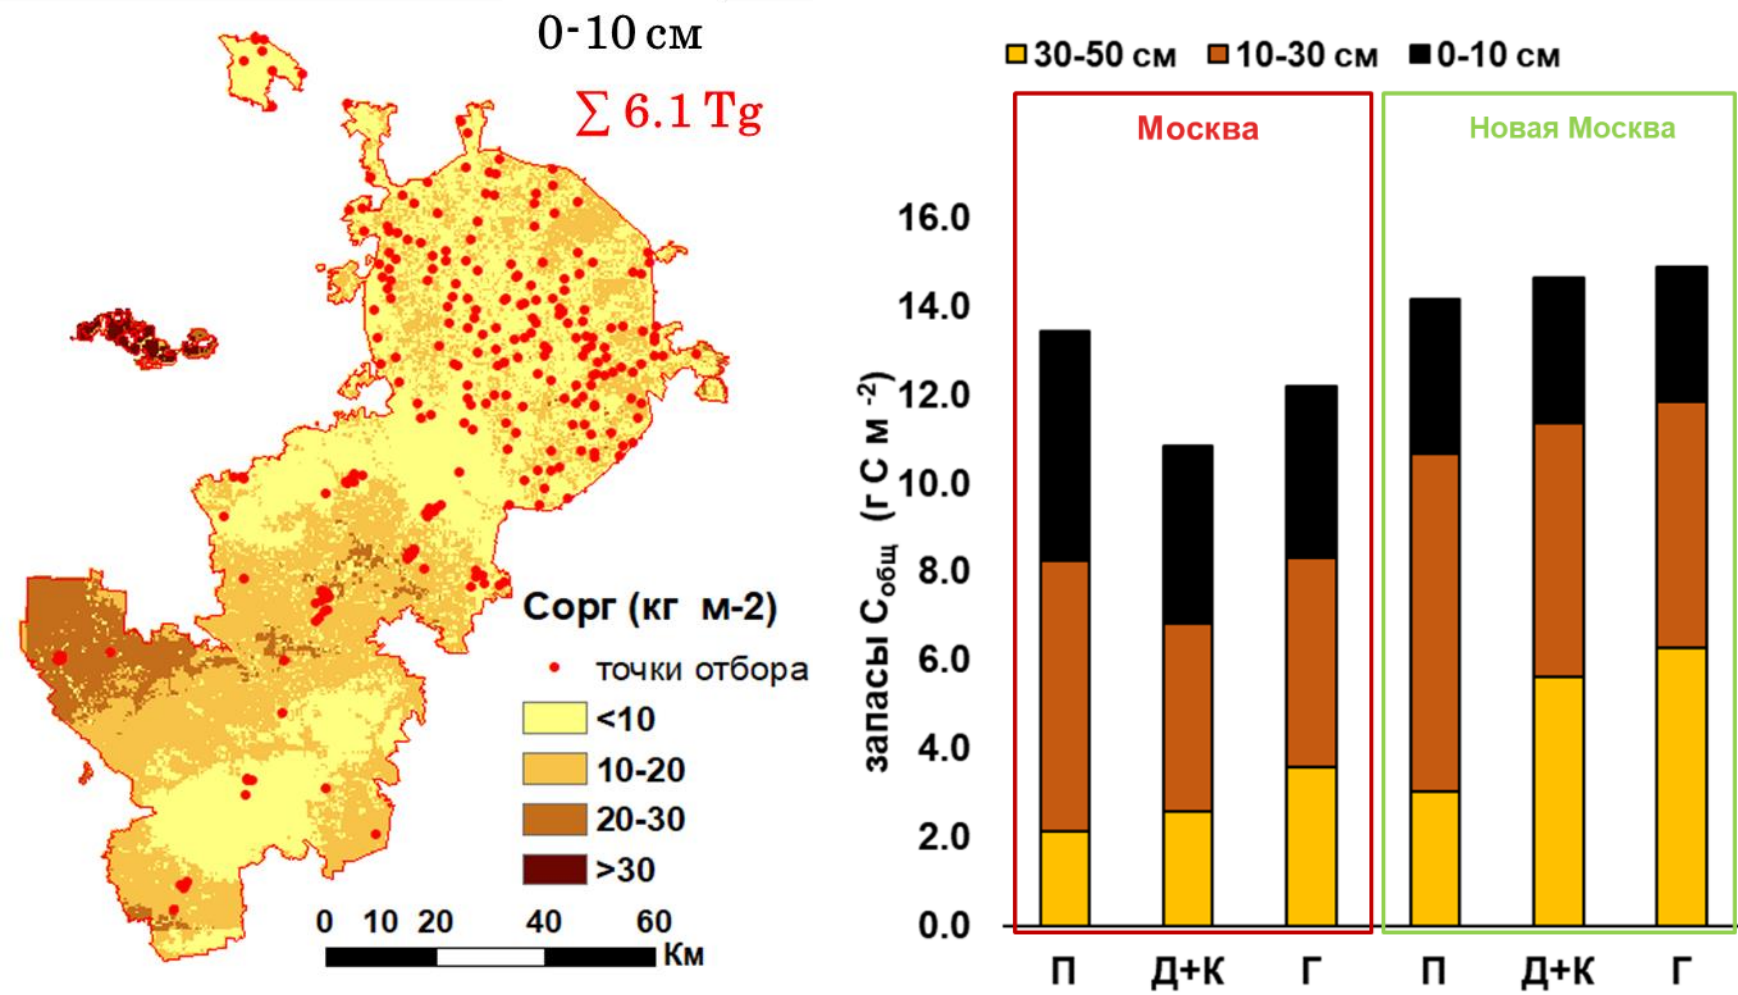 0-10 см
∑ 6.1 Tg
Сорг (кг м-2)
точки отбора
<10
10-20
20-30
>30
0 10 20 40 60
Км
30-50 см 10-30 см 0-10 см
Москва
Новая Москва
запасы Cобщ (г С м -2)
16.0
14.0
12.0
10.0
8.0
6.0
4.0
2.0
0.0
П Д+К Г П Д+К Г